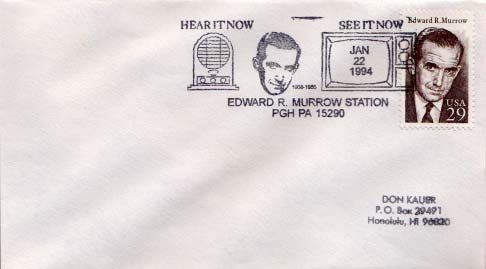 HEAR IT NOW SEE IT NOW
Edward R. Murrow
JAN
22
1994
1908-1965
EDWARD R. MURROW STATION
PGH PA 15290
USA
29
DON KAUER
P.O. Box 29491
Honolulu, HI 96820